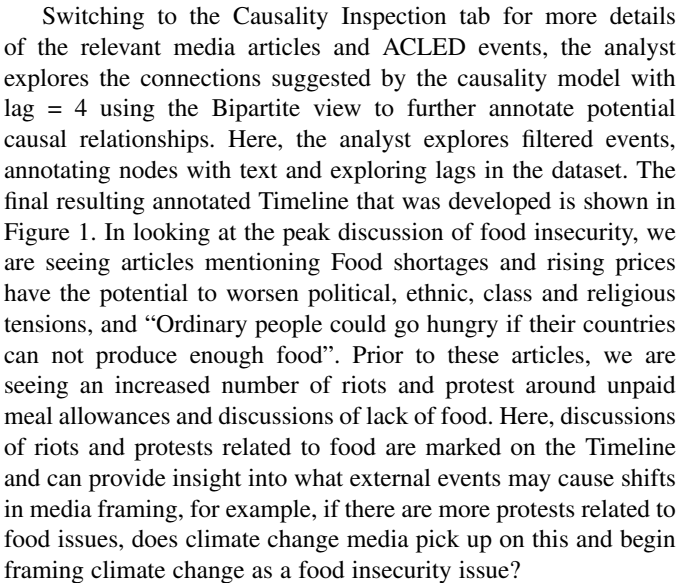 Switching to the Causality Inspection tab for more details
of the relevant media articles and ACLED events, the analyst
explores the connections suggested by the causality model with
lag = 4 using the Bipartite view to further annotate potential
causal relationships. Here, the analyst explores filtered events,
annotating nodes with text and exploring lags in the dataset. The
final resulting annotated Timeline that was developed is shown in
Figure 1. In looking at the peak discussion of food insecurity, we
are seeing articles mentioning Food shortages and rising prices
have the potential to worsen political, ethnic, class and religious
tensions, and “Ordinary people could go hungry if their countries
can not produce enough food”. Prior to these articles, we are
seeing an increased number of riots and protest around unpaid
meal allowances and discussions of lack of food. Here, discussions
of riots and protests related to food are marked on the Timeline
and can provide insight into what external events may cause shifts
in media framing, for example, if there are more protests related to
food issues, does climate change media pick up on this and begin
framing climate change as a food insecurity issue?